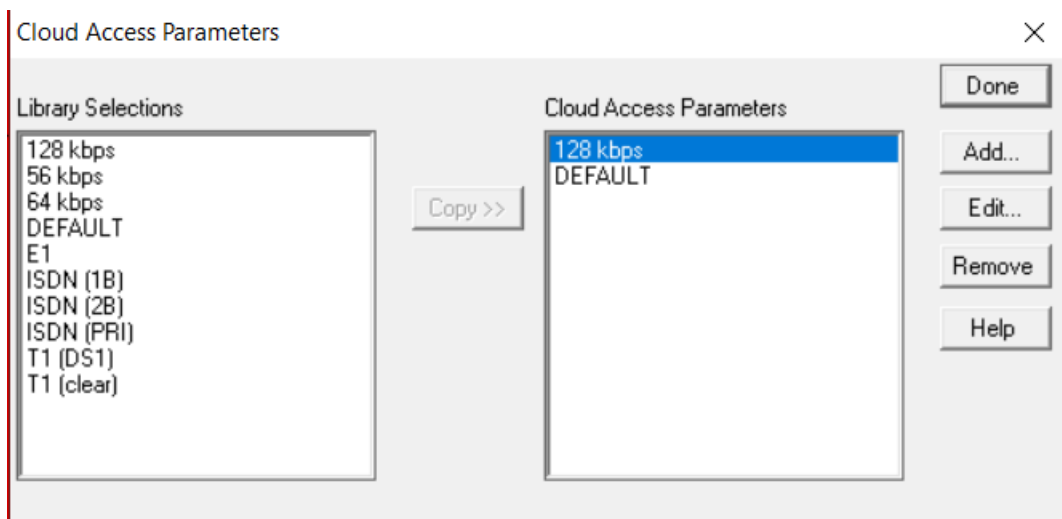 Cloud Access Parameters
Done
Library Selections
Cloud Access Parameters
128 kbps
56 kbps
64 kbps
DEFAULT
E1
ISDN (1B)
ISDN (2B)
ISDN (PRI)
T1 (DS1)
T1 (clear)
Copy >>
128 kbps
DEFAULT
Add...
Edit...
Remove
Help